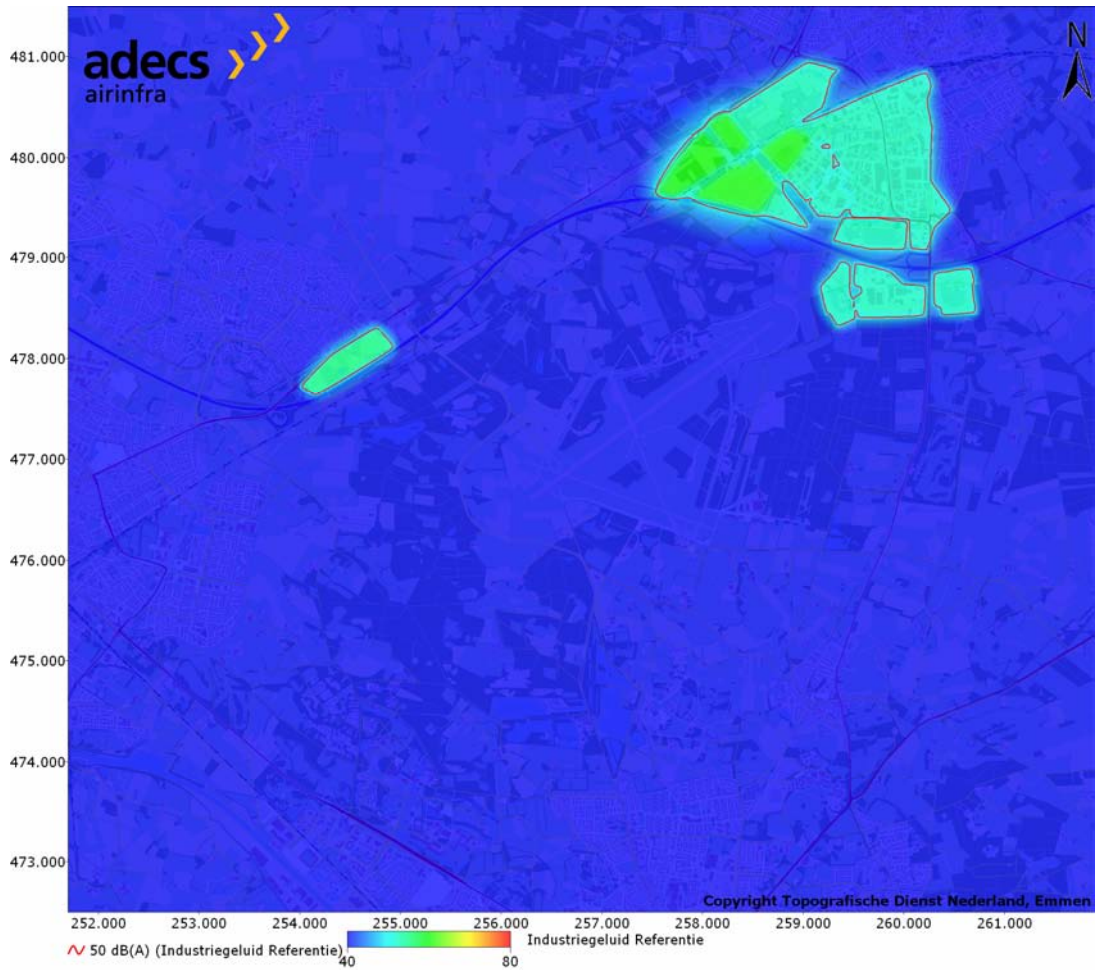 adecs
airinfra
N
481.000
480.000
479.000
478.000
477.000
476.000
475.000
474.000
473.000
Copyright Topografische Dienst Nederland, Emmen
252.000 253.000 254.000 255.000 256.000 257.000 258.000 259.000 260.000 261.000
50 dB(A) (Industriegeluid Referentie)
Industriegeluid Referentie
40 80